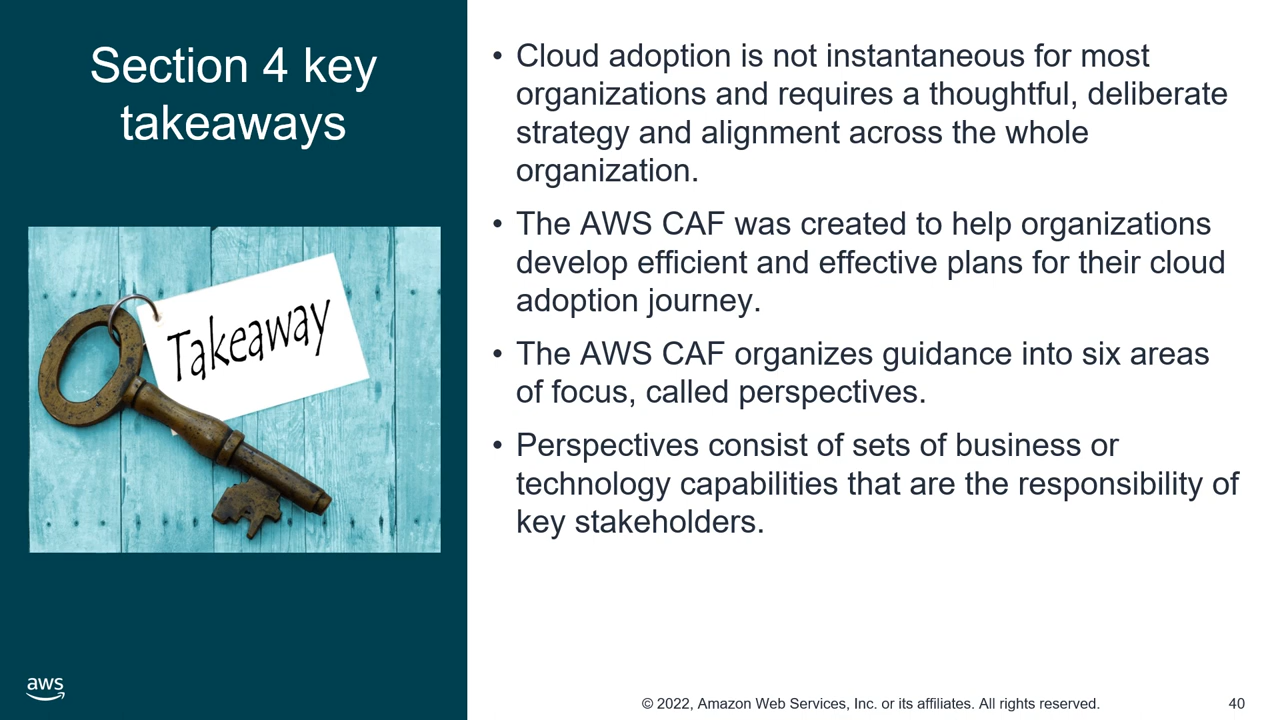 Section 4 key
takeaways
Takeaway
aws
• Cloud adoption is not instantaneous for most
organizations and requires a thoughtful, deliberate
strategy and alignment across the whole
organization.
• The AWS CAF was created to help organizations
develop efficient and effective plans for their cloud
adoption journey.
• The AWS CAF organizes guidance into six areas
of focus, called perspectives.
• Perspectives consist of sets of business or
technology capabilities that are the responsibility of
key stakeholders.
© 2022, Amazon Web Services, Inc. or its affiliates. All rights reserved.
40